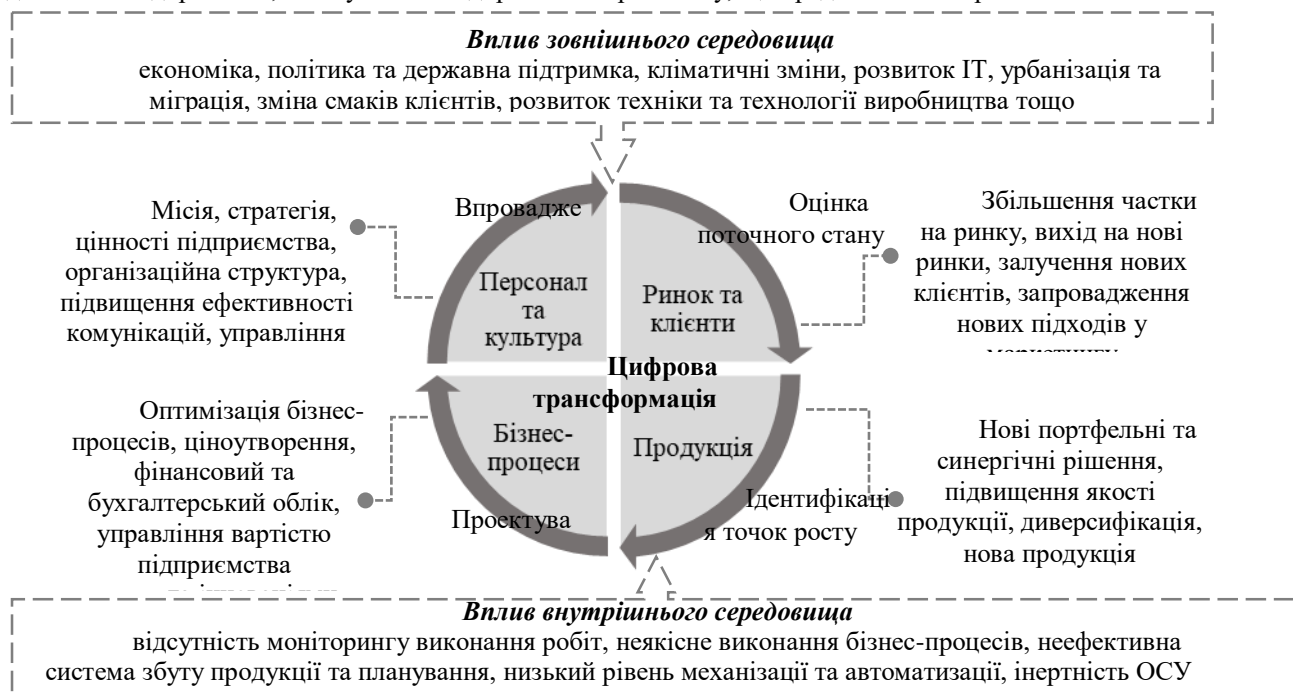 Вплив зовнішнього середовища
економіка, політика та державна підтримка, кліматичні зміни, розвиток ІТ, урбанізація та
міграція, зміна смаків клієнтів, розвиток техніки та технології виробництва тощо
Місія, стратегія,
цінності підприємства,
організаційна структура,
підвищення ефективності
комунікацій, управління
Впровадже
Оцінка
поточного стану
Збільшення частки
на ринку, вихід на нові
ринки, залучення нових
клієнтів, запровадження
нових підходів у
маркетингу
Персонал
та
культура
Ринок та
клієнти
Цифрова
трансформація
Бізнес-
процеси
Продукція
Оптимізація бізнес-
процесів, ціноутворення,
фінансовий та
бухгалтерський облік,
управління вартістю
підприємства
Проектува
Ідентифікаці
я точок росту
Нові портфельні та
синергічні рішення,
підвищення якості
продукції, диверсифікація,
нова продукція
Вплив внутрішнього середовища
відсутність моніторингу виконання робіт, неякісне виконання бізнес-процесів, неефективна
система збуту продукції та планування, низький рівень механізації та автоматизації, інертність ОСУ